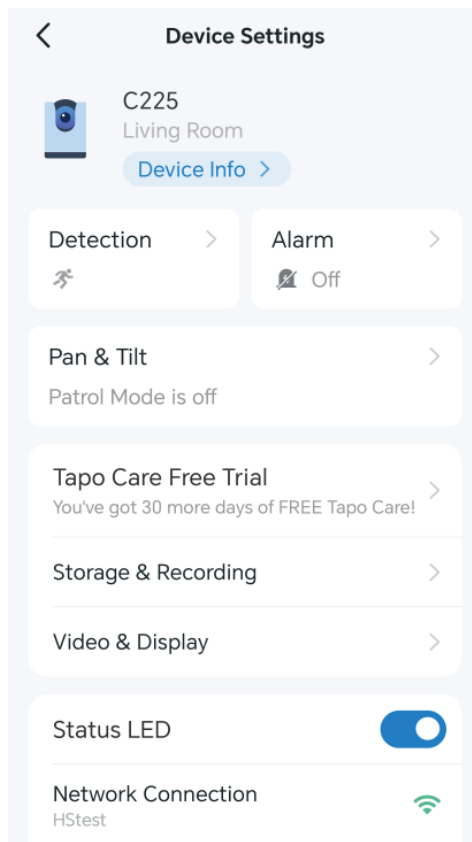 Device Settings
C225
Living Room
Device Info
Detection
Alarm
Off
Pan & Tilt
Patrol Mode is off
Tapo Care Free Trial
You've got 30 more days of FREE Tapo Care!
Storage & Recording
Video & Display
Status LED
Network Connection
HStest